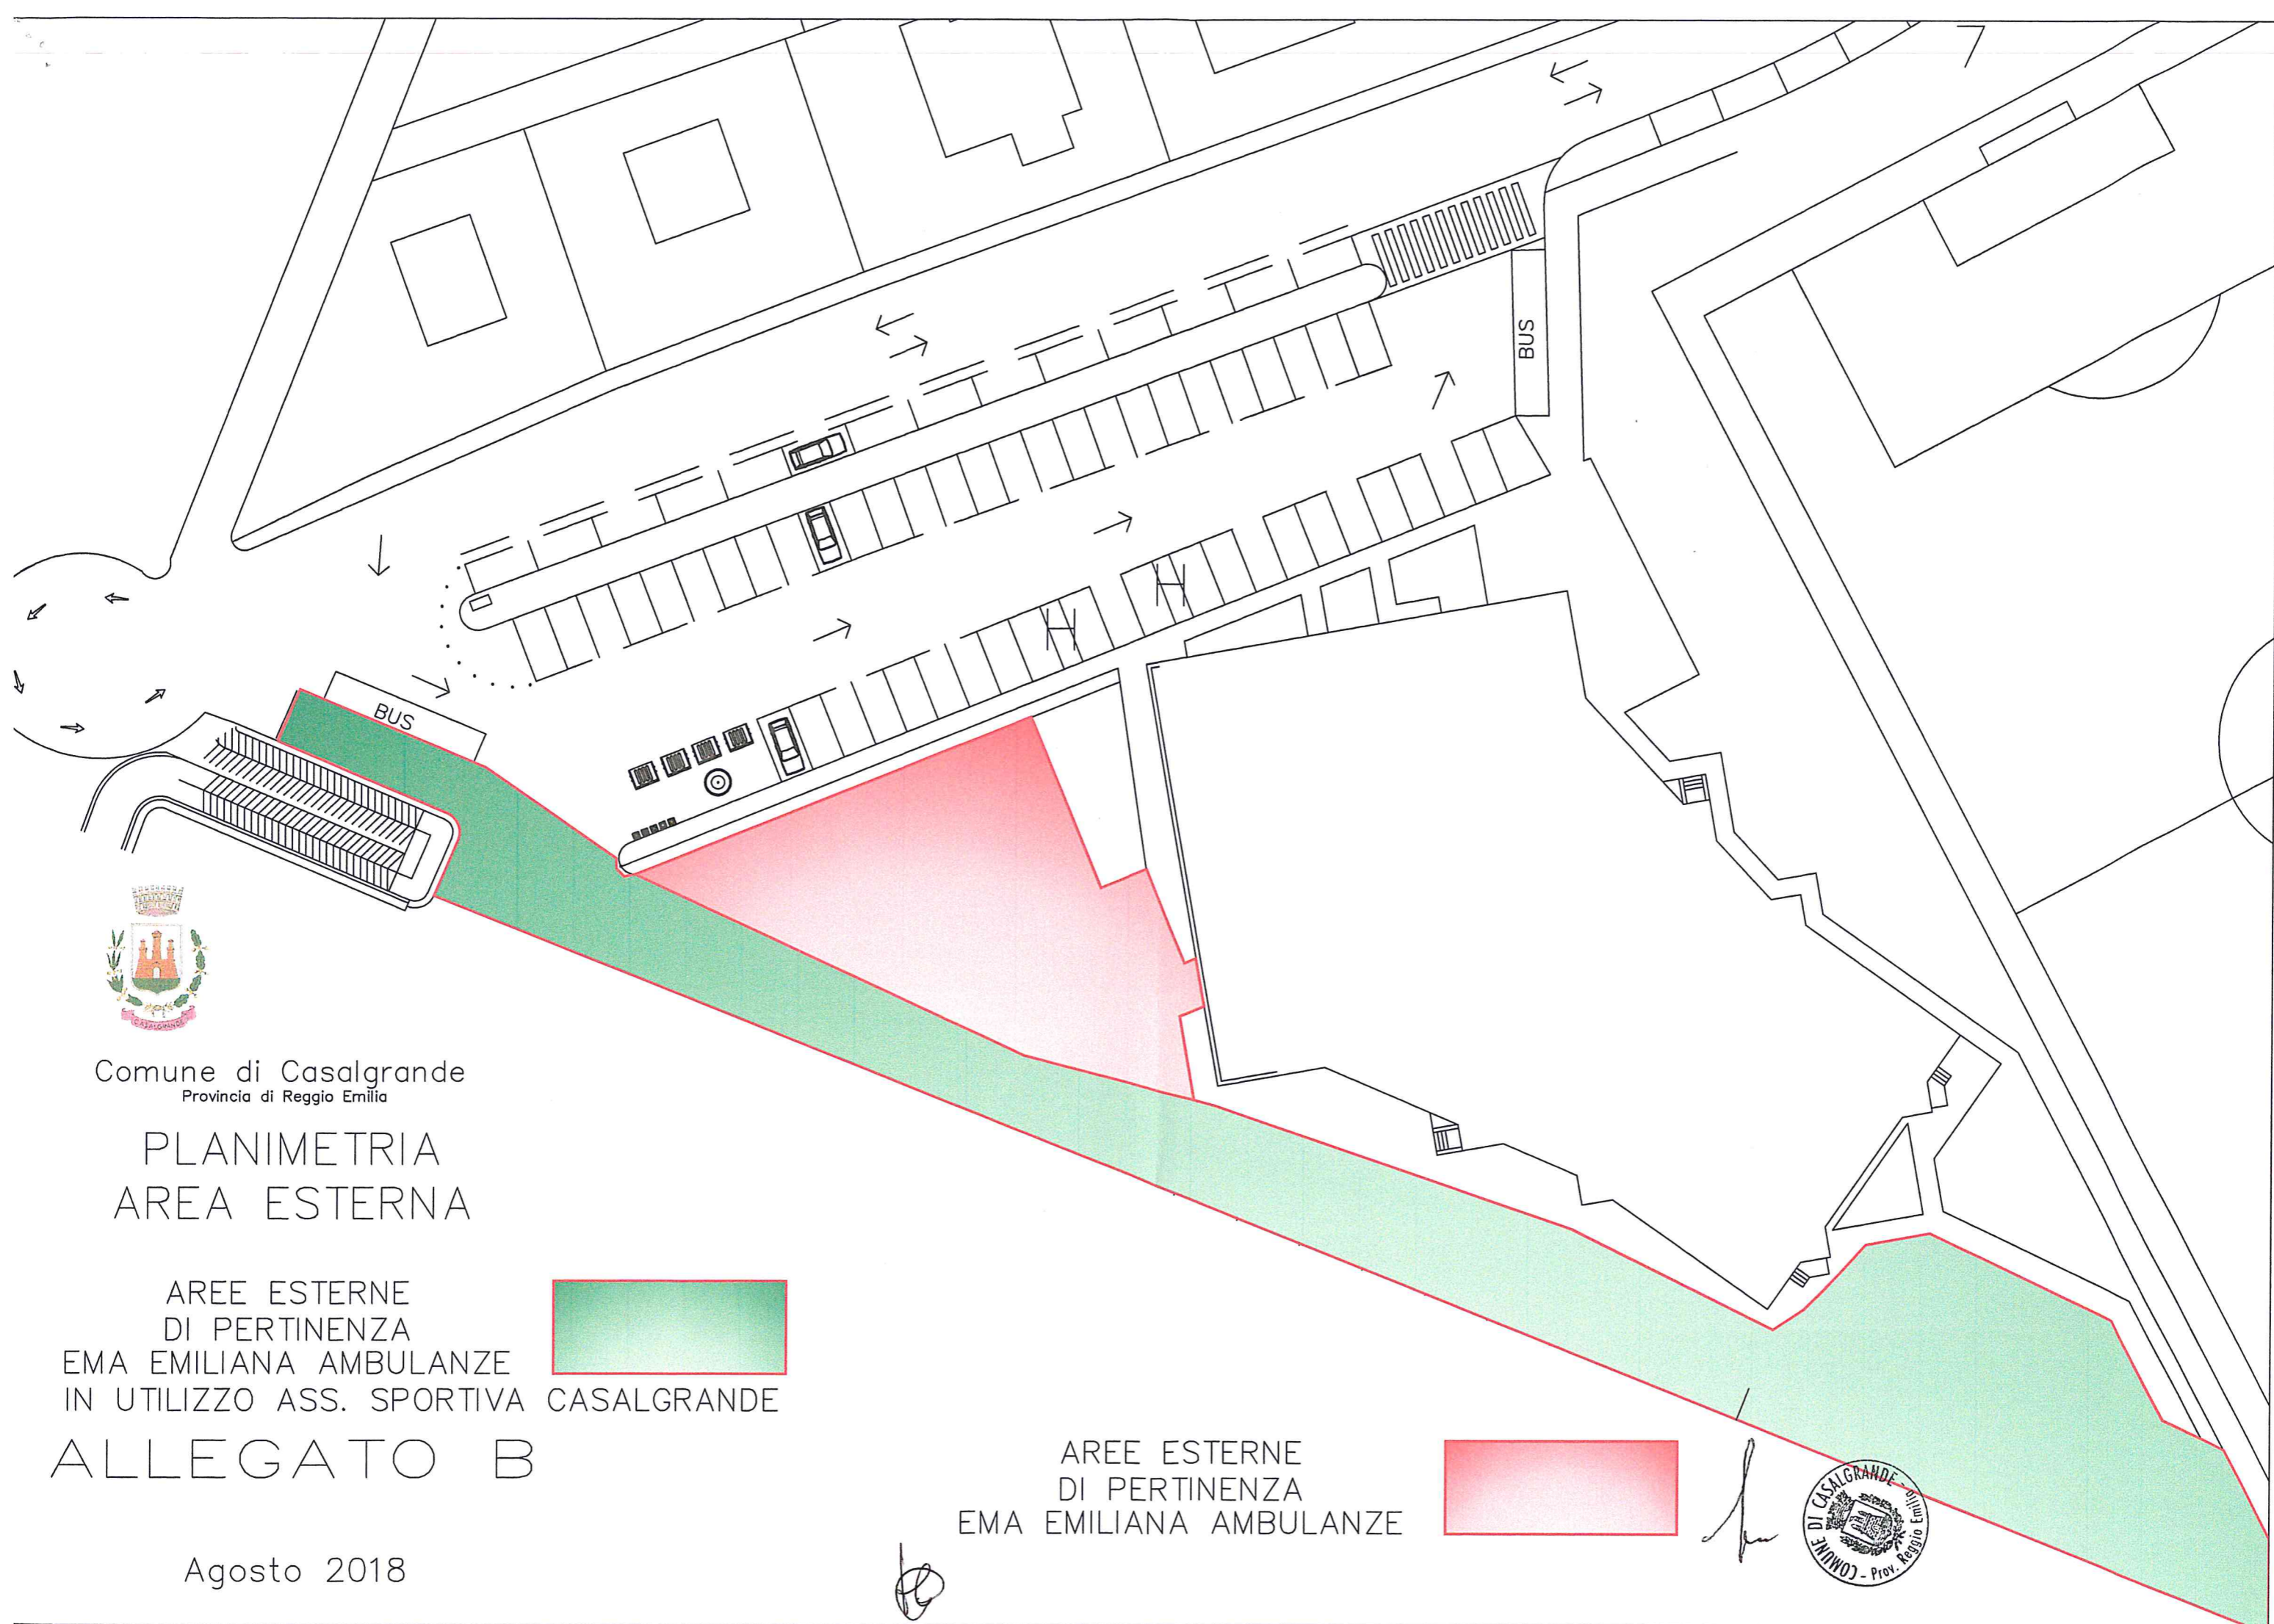 BUS
BUS
H
H
CASALGRANDE
Comune di Casalgrande
Provincia di Reggio Emilia
PLANIMETRIA
AREA ESTERNA
AREE ESTERNE
DI PERTINENZA
EMA EMILIANA AMBULANZE
IN UTILIZZO ASS. SPORTIVA CASALGRANDE
ALLEGATO B
Agosto 2018
AREE ESTERNE
DI PERTINENZA
EMA EMILIANA AMBULANZE
COMUNE DI CASALGRANDE - Prov. Reggio Emilia